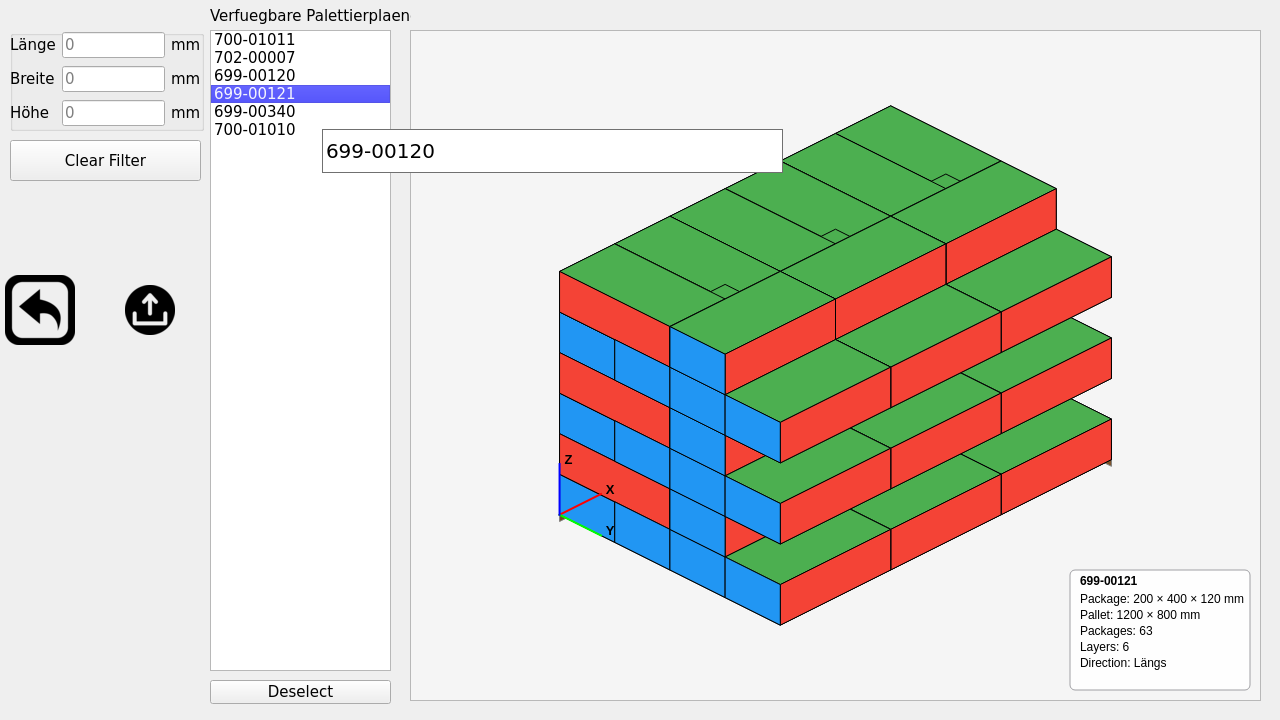 Verfuegbare Palettierplaen
Länge 0 mm
Breite 0 mm
Höhe 0 mm
Clear Filter
700-01011
702-00007
699-00120
699-00121
699-00340
700-01010
699-00120
Deselect
Z
X
Y
699-00121
Package: 200 × 400 × 120 mm
Pallet: 1200 × 800 mm
Packages: 63
Layers: 6
Direction: Längs